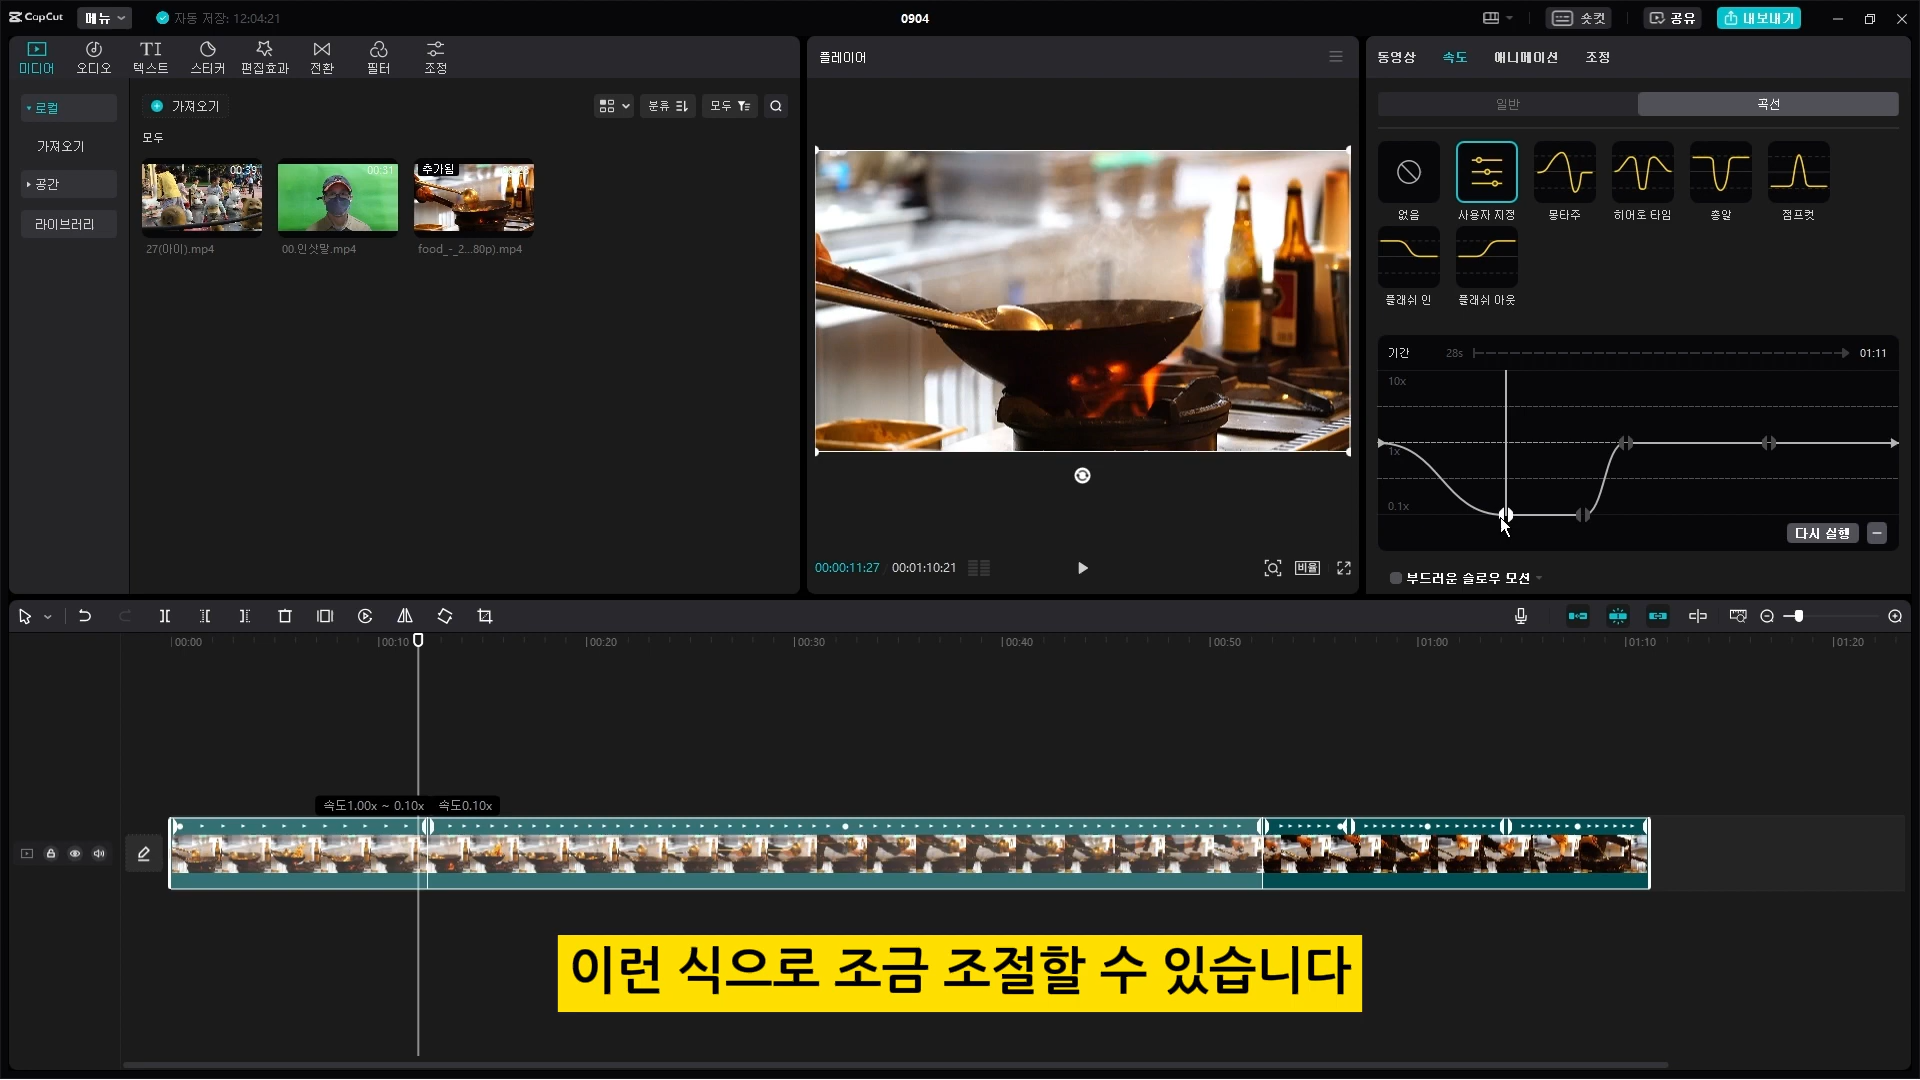 CapCut
메뉴
자동 저장: 12:04:21
0904
숏컷
공유
내보내기
미디어
오디오
텍스트
스티커
편집효과
전환
필터
조정
로컬
가져오기
공간
라이브러리
가져오기
분류
모두
모두
00:39
27(아이).mp4
00:31
00.인삿말.mp4
추가됨
food_-_2...80p).mp4
플레이어
00:00:11:27
00:01:10:21
비율
동영상
속도
애니메이션
조정
일반
곡선
없음
사용자 지정
몽타주
히어로 타임
총알
점프컷
플래쉬 인
플래쉬 아웃
기간
28s
01:11
10x
1x
0.1x
다시 실행
부드러운 슬로우 모션
00:00
00:10
00:20
00:30
00:40
00:50
01:00
01:10
01:20
속도1.00x ~ 0.10x
속도0.10x
이런 식으로 조금 조절할 수 있습니다